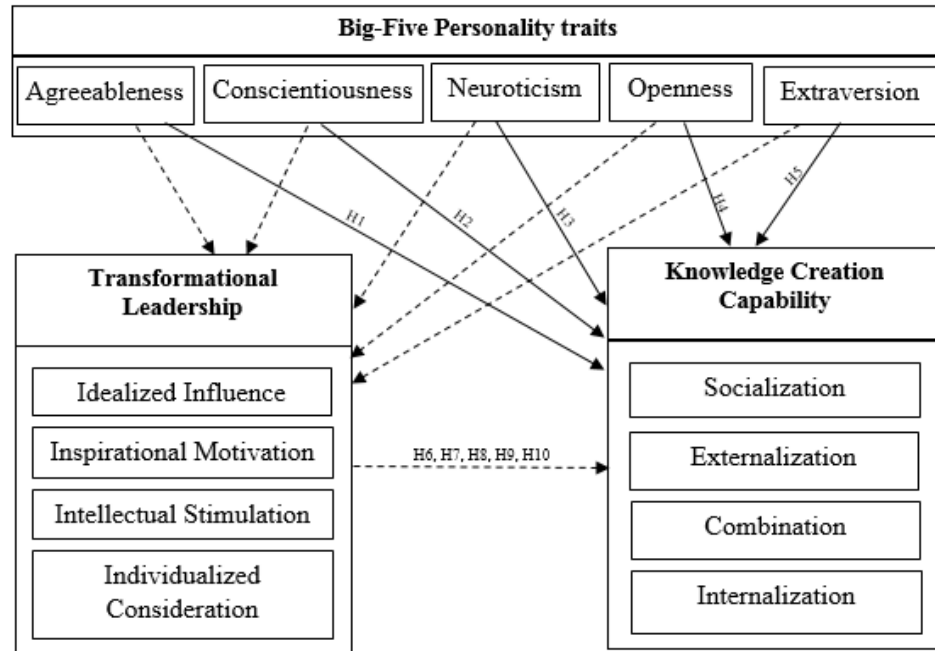 Big-Five Personality traits
Agreeableness
Conscientiousness
Neuroticism
Openness
Extraversion
H1
H2
H3
H4
H5
Transformational
Leadership
Idealized Influence
Inspirational Motivation
Intellectual Stimulation
Individualized
Consideration
H6, H7, H8, H9, H10
Knowledge Creation
Capability
Socialization
Externalization
Combination
Internalization